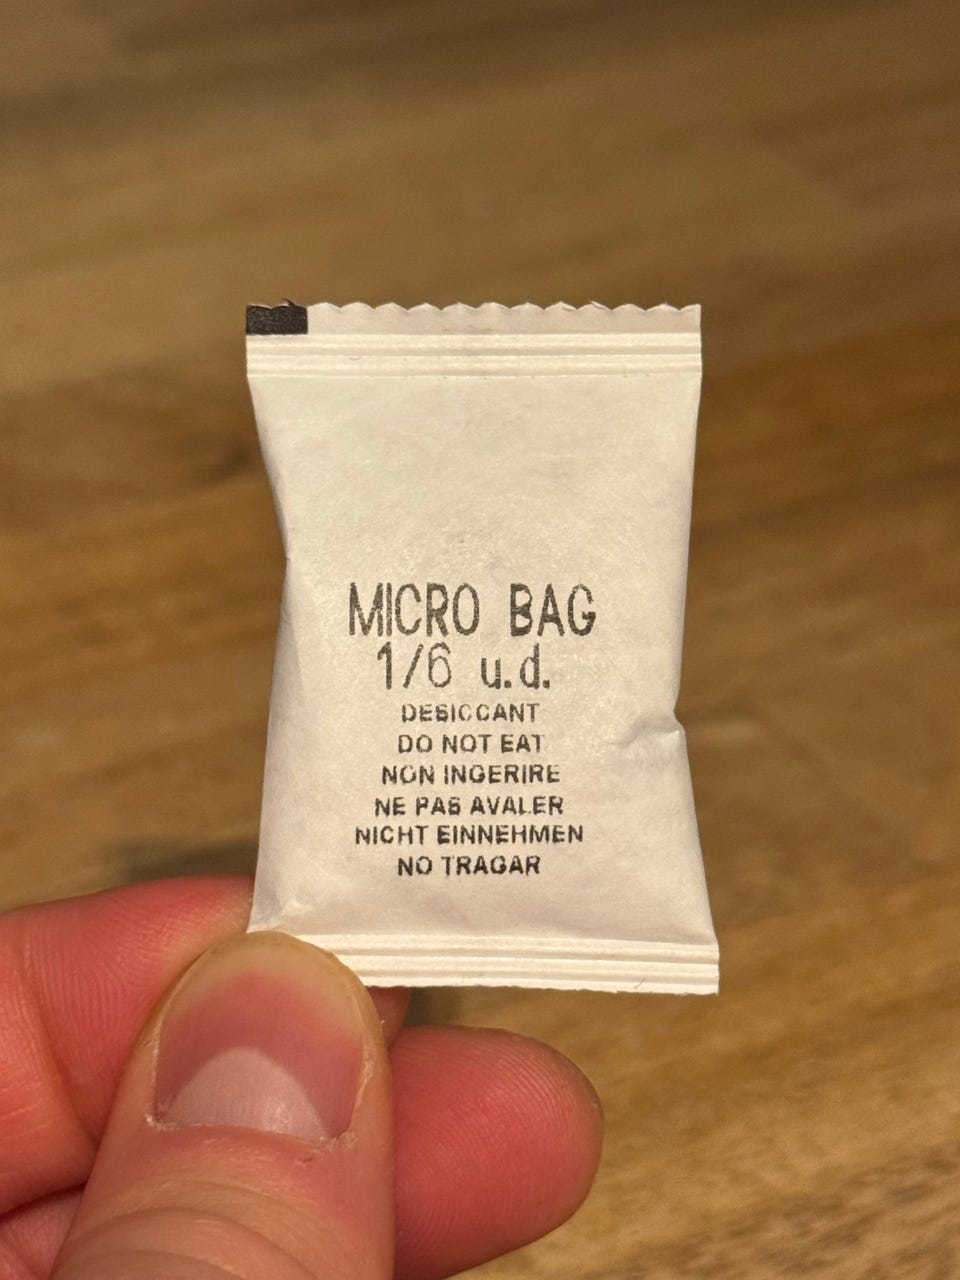 MICRO BAG
1/6 u.d.
DESICCANT
DO NOT EAT
NON INGERIRE
NE PAS AVALER
NICHT EINNEHMEN
NO TRAGAR